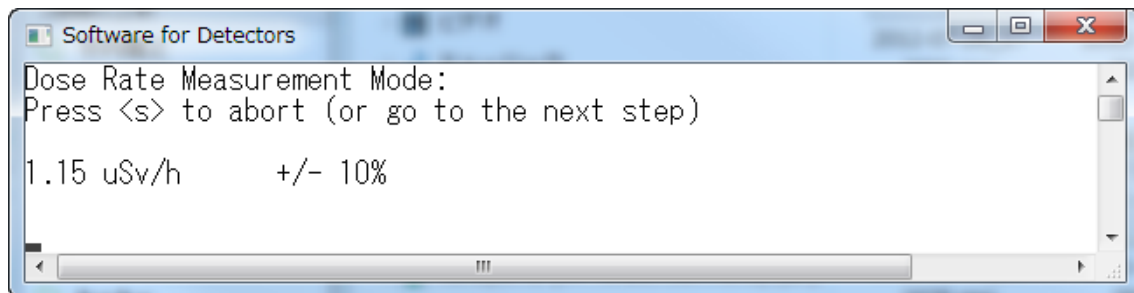 Software for Detectors
Dose Rate Measurement Mode:
Press <s> to abort (or go to the next step)
1.15 uSv/h +/- 10%